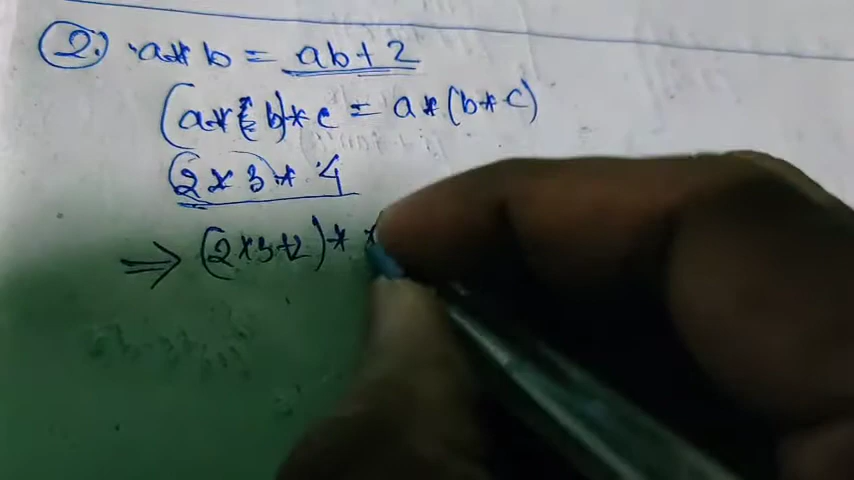 2. a * b = ab + 2
(a * b) * c = a * (b * c)
(2 * 3) * 4
⇒ (2 × 3 + 2) *